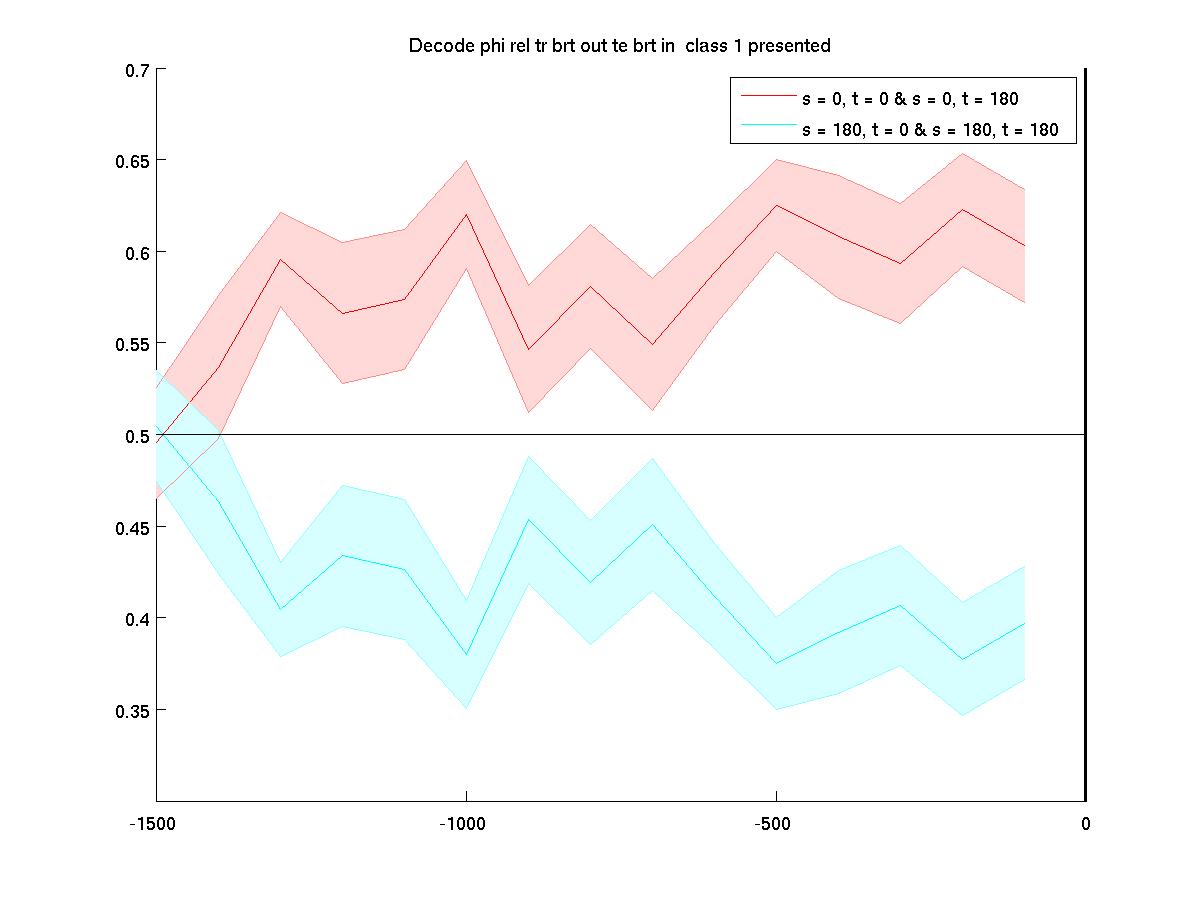 Decode phi rel tr brt out te brt in  class 1 presented
0.7
s = 0, t = 0 & s = 0, t = 180
s = 180, t = 0 & s = 180, t = 180
0.65
0.6
0.55
0.5
0.45
0.4
0.35
-1500 -1000 -500 0